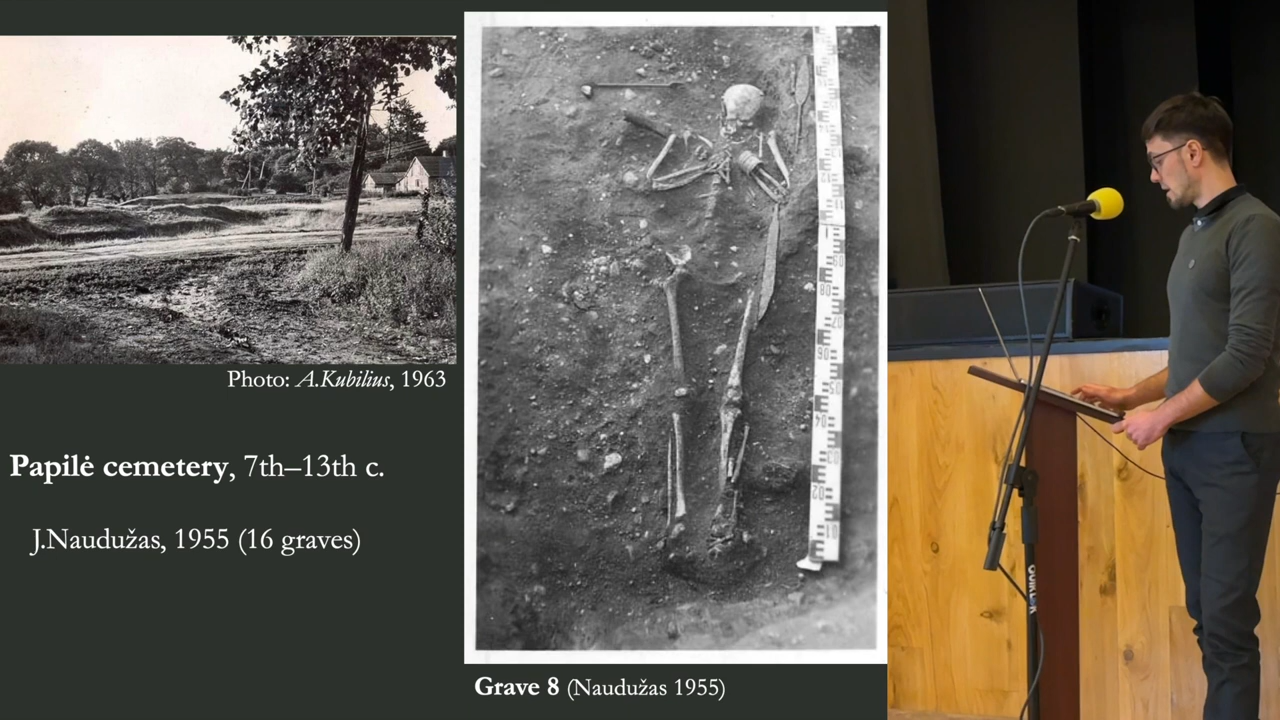 Photo: A.Kubilius, 1963
Papilė cemetery, 7th–13th c.
J.Naudužas, 1955 (16 graves)
Grave 8 (Naudužas 1955)